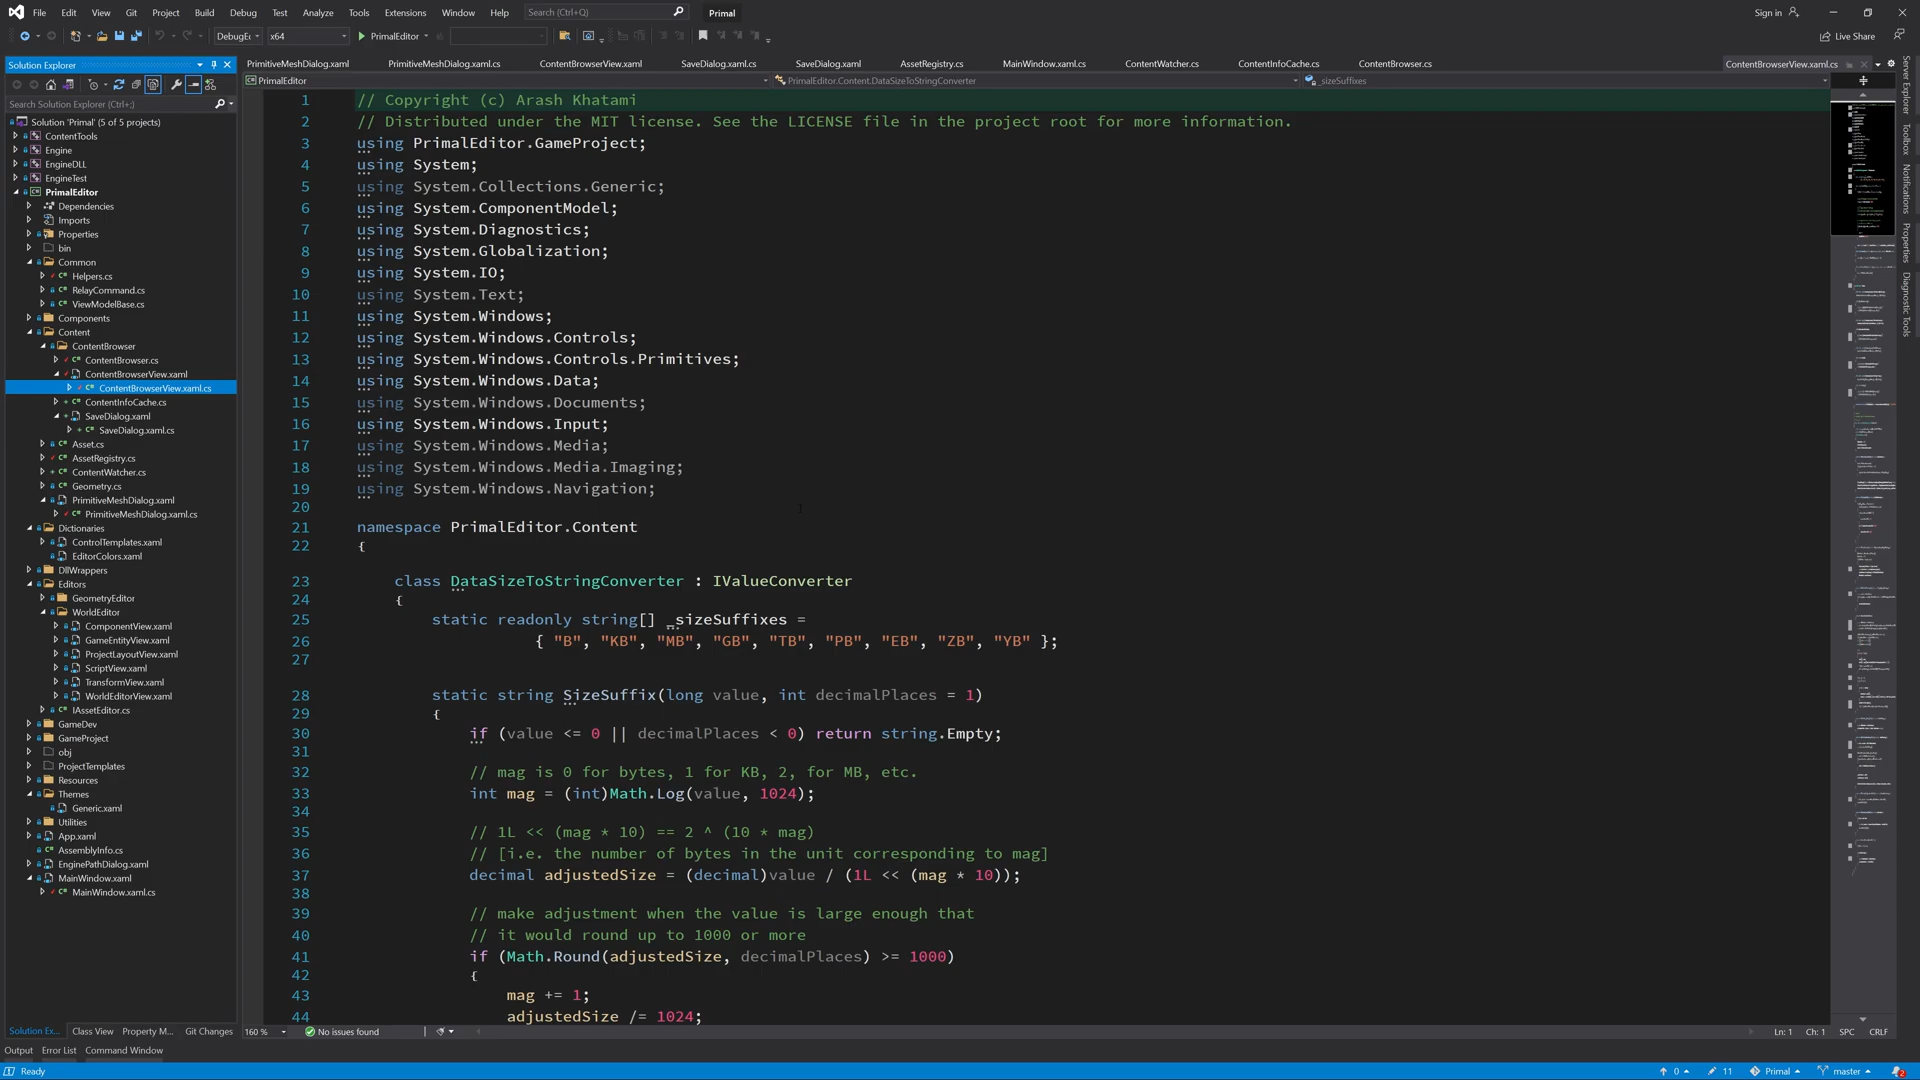 File Edit View Git Project Build Debug Test Analyze Tools Extensions Window Help Search (Ctrl+Q) Primal Sign in
DebugE x64 PrimalEditor Live Share
Solution Explorer
Search Solution Explorer (Ctrl+;)
Solution 'Primal' (5 of 5 projects)
ContentTools
Engine
EngineDLL
EngineTest
PrimalEditor
Dependencies
Imports
Properties
bin
Common
Helpers.cs
RelayCommand.cs
ViewModelBase.cs
Components
Content
ContentBrowser
ContentBrowser.cs
ContentBrowserView.xaml
ContentBrowserView.xaml.cs
ContentInfoCache.cs
SaveDialog.xaml
SaveDialog.xaml.cs
Asset.cs
AssetRegistry.cs
ContentWatcher.cs
Geometry.cs
PrimitiveMeshDialog.xaml
PrimitiveMeshDialog.xaml.cs
Dictionaries
ControlTemplates.xaml
EditorColors.xaml
DllWrappers
Editors
GeometryEditor
WorldEditor
ComponentView.xaml
GameEntityView.xaml
ProjectLayoutView.xaml
ScriptView.xaml
TransformView.xaml
WorldEditorView.xaml
IAssetEditor.cs
GameDev
GameProject
obj
ProjectTemplates
Resources
Themes
Generic.xaml
Utilities
App.xaml
AssemblyInfo.cs
EnginePathDialog.xaml
MainWindow.xaml
MainWindow.xaml.cs
Solution Ex... Class View Property M... Git Changes
PrimitiveMeshDialog.xaml PrimitiveMeshDialog.xaml.cs ContentBrowserView.xaml SaveDialog.xaml.cs SaveDialog.xaml AssetRegistry.cs ContentWatcher.cs MainWindow.xaml.cs ContentInfoCache.cs ContentBrowser.cs ContentBrowserView.xaml.cs
PrimalEditor PrimalEditor.Content.DataSizeToStringConverter _sizeSuffixes
1 // Copyright (c) Arash Khatami
2 // Distributed under the MIT license. See the LICENSE file in the project root for more information.
3 using PrimalEditor.GameProject;
4 using System;
5 using System.Collections.Generic;
6 using System.ComponentModel;
7 using System.Diagnostics;
8 using System.Globalization;
9 using System.IO;
10 using System.Text;
11 using System.Windows;
12 using System.Windows.Controls;
13 using System.Windows.Controls.Primitives;
14 using System.Windows.Data;
15 using System.Windows.Documents;
16 using System.Windows.Input;
17 using System.Windows.Media;
18 using System.Windows.Media.Imaging;
19 using System.Windows.Navigation;
20
21 namespace PrimalEditor.Content
22 {
23 class DataSizeToStringConverter : IValueConverter
24 {
25 static readonly string[] _sizeSuffixes =
26 { "B", "KB", "MB", "GB", "TB", "PB", "EB", "ZB", "YB" };
27
28 static string SizeSuffix(long value, int decimalPlaces = 1)
29 {
30 if (value <= 0 || decimalPlaces < 0) return string.Empty;
31
32 // mag is 0 for bytes, 1 for KB, 2, for MB, etc.
33 int mag = (int)Math.Log(value, 1024);
34
35 // 1L << (mag * 10) == 2 ^ (10 * mag)
36 // [i.e. the number of bytes in the unit corresponding to mag]
37 decimal adjustedSize = (decimal)value / (1L << (mag * 10));
38
39 // make adjustment when the value is large enough that
40 // it would round up to 1000 or more
41 if (Math.Round(adjustedSize, decimalPlaces) >= 1000)
42 {
43 mag += 1;
44 adjustedSize /= 1024;
160 % No issues found Ln: 1 Ch: 1 SPC CRLF
Server Explorer
Toolbox
Notifications
Properties
Diagnostic Tools
Output Error List Command Window
Ready 0 11 Primal master 2